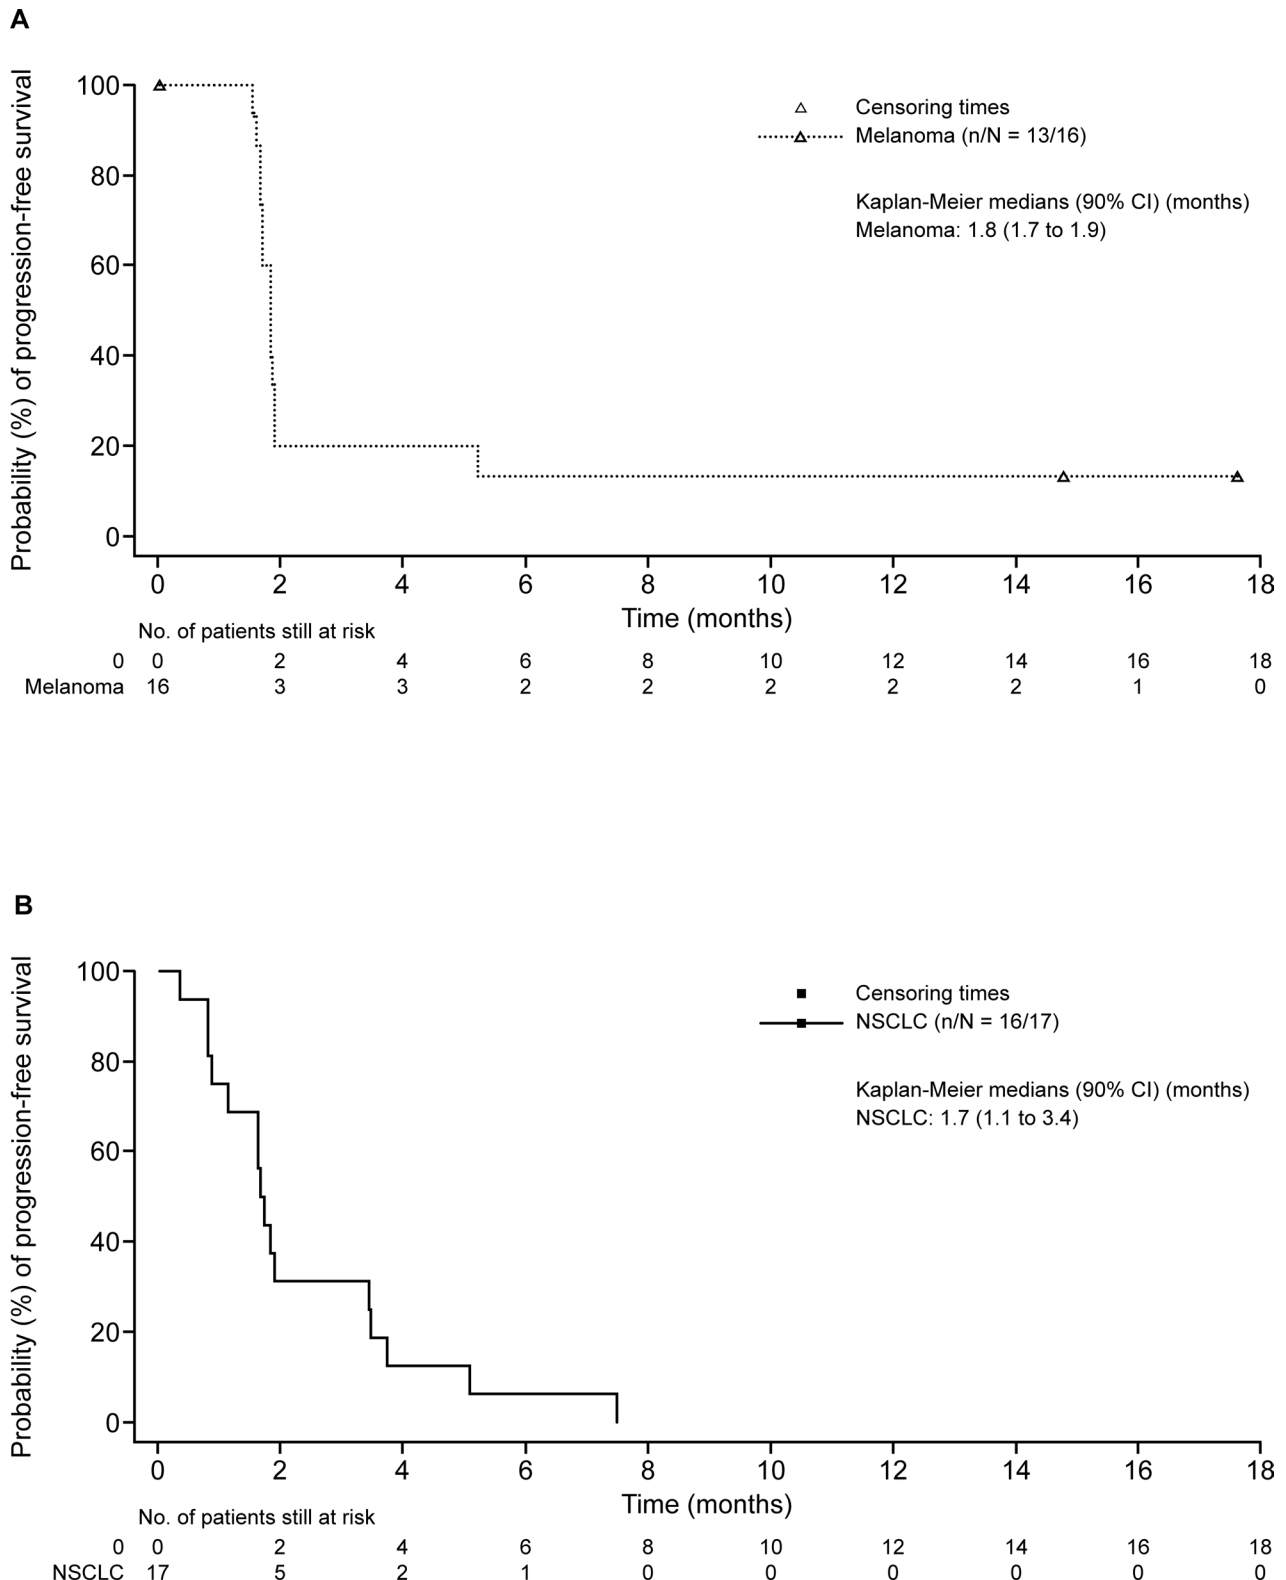 A
Probability (%) of progression-free survival
100
80
60
40
20
0
Censoring times
Melanoma (n/N = 13/16)
Kaplan-Meier medians (90% CI) (months)
Melanoma: 1.8 (1.7 to 1.9)
0 2 4 6 8 10 12 14 16 18
Time (months)
No. of patients still at risk
0 0 2 4 6 8 10 12 14 16 18
Melanoma 16 3 3 2 2 2 2 2 1 0
B
Probability (%) of progression-free survival
100
80
60
40
20
0
Censoring times
NSCLC (n/N = 16/17)
Kaplan-Meier medians (90% CI) (months)
NSCLC: 1.7 (1.1 to 3.4)
0 2 4 6 8 10 12 14 16 18
Time (months)
No. of patients still at risk
0 0 2 4 6 8 10 12 14 16 18
NSCLC 17 5 2 1 0 0 0 0 0 0